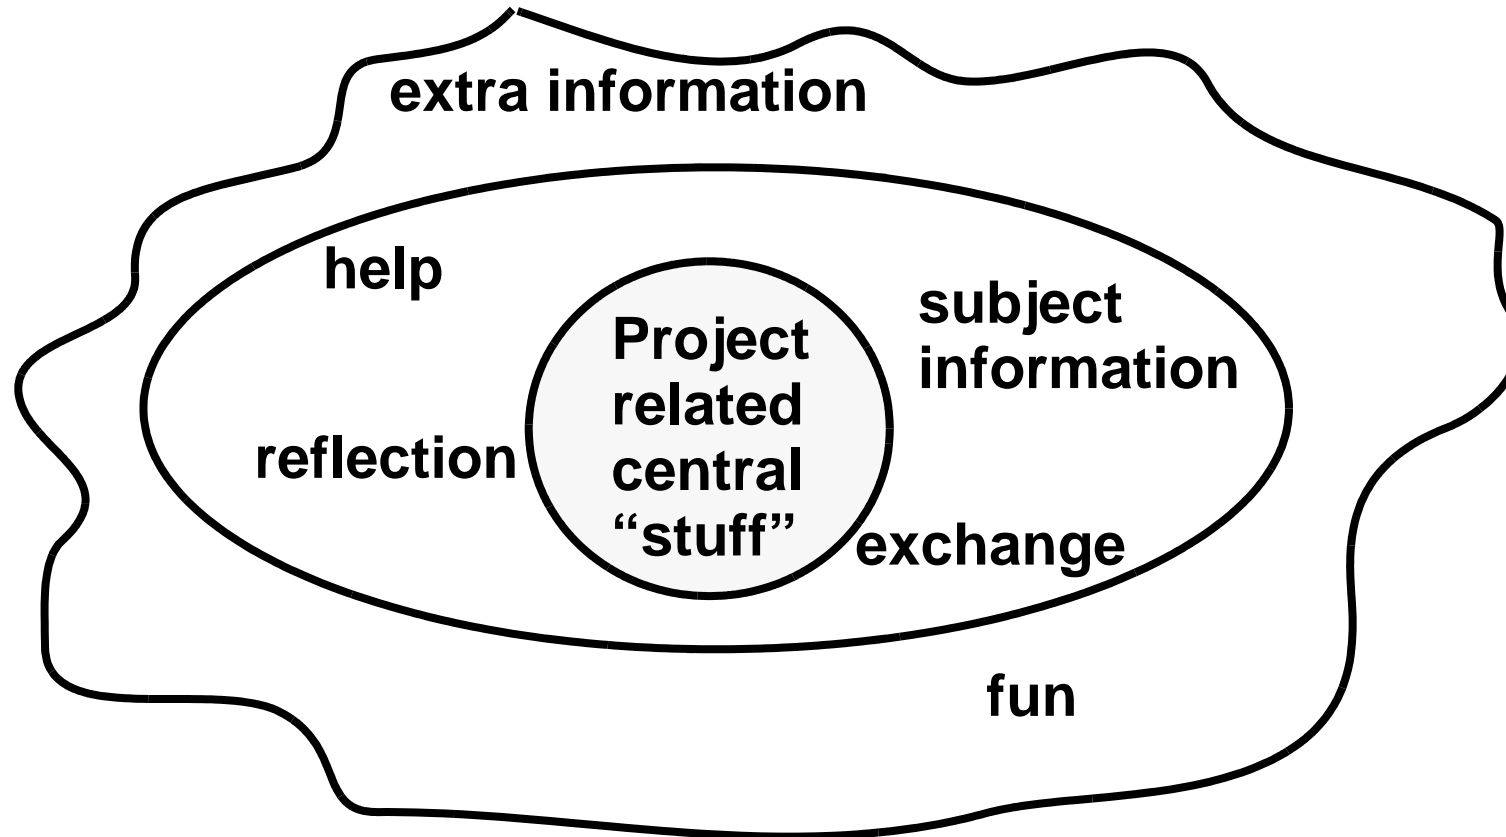 extra information
help
subject
information
Project
related
central
“stuff”
reflection
exchange
fun